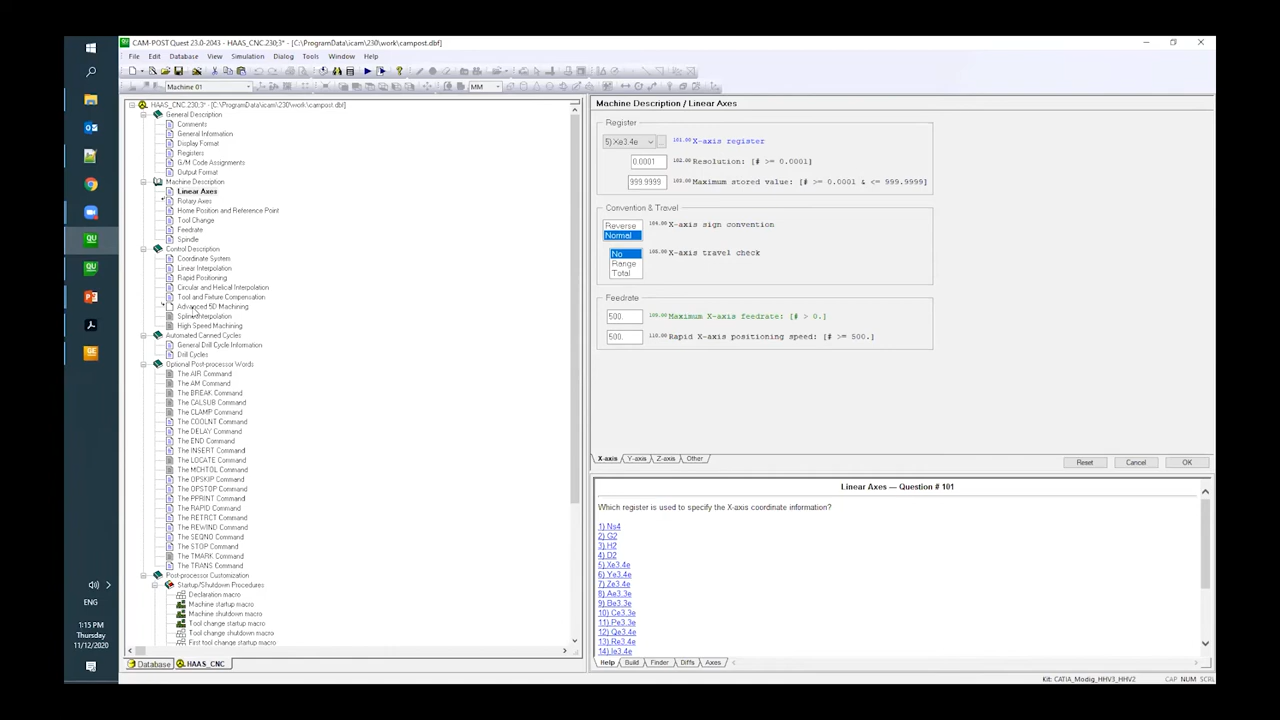 CAM-POST Quest 23.0-2043 - HAAS_CNC.230;3* - [C:\ProgramData\icam\230\work\campost.dbf]
File Edit Database View Simulation Dialog Tools Window Help
Machine 01 MM
HAAS_CNC.230;3* - [C:\ProgramData\icam\230\work\campost.dbf]
General Description
Comments
General Information
Display Format
Registers
G/M Code Assignments
Output Format
Machine Description
Linear Axes
Rotary Axes
Home Position and Reference Point
Tool Change
Feedrate
Spindle
Control Description
Coordinate System
Linear Interpolation
Rapid Positioning
Circular and Helical Interpolation
Tool and Fixture Compensation
Advanced 5D Machining
Spline Interpolation
High Speed Machining
Automated Canned Cycles
General Drill Cycle Information
Drill Cycles
Optional Post-processor Words
The AIR Command
The AM Command
The BREAK Command
The CALSUB Command
The CLAMP Command
The COOLNT Command
The DELAY Command
The END Command
The INSERT Command
The LOCATE Command
The MCHTOL Command
The OPSKIP Command
The OPSTOP Command
The PPRINT Command
The RAPID Command
The RETRCT Command
The REWIND Command
The SEQNO Command
The STOP Command
The TMARK Command
The TRANS Command
Post-processor Customization
Startup/Shutdown Procedures
Declaration macro
Machine startup macro
Machine shutdown macro
Tool change startup macro
Tool change shutdown macro
First tool change startup macro
Database HAAS_CNC
Machine Description / Linear Axes
Register
5) Xe3.4e ... 101.00 X-axis register
0.0001 102.00 Resolution: [# >= 0.0001]
999.9999 103.00 Maximum stored value: [# >= 0.0001 & <= 999.9999]
Convention & Travel
Reverse
Normal
104.00 X-axis sign convention
No
Range
Total
105.00 X-axis travel check
Feedrate
500. 109.00 Maximum X-axis feedrate: [# > 0.]
500. 110.00 Rapid X-axis positioning speed: [# >= 500.]
X-axis Y-axis Z-axis Other
Reset Cancel OK
Linear Axes — Question # 101
Which register is used to specify the X-axis coordinate information?
1) Ns4
2) G2
3) H2
4) D2
5) Xe3.4e
6) Ye3.4e
7) Ze3.4e
8) Ae3.3e
9) Be3.3e
10) Ce3.3e
11) Pe3.3e
12) Qe3.4e
13) Re3.4e
14) Ie3.4e
Help Build Finder Diffs Axes
Kit: CATIA_Modig_HHV3_HHV2 CAP NUM SCRL
ENG
1:15 PM
Thursday
11/12/2020